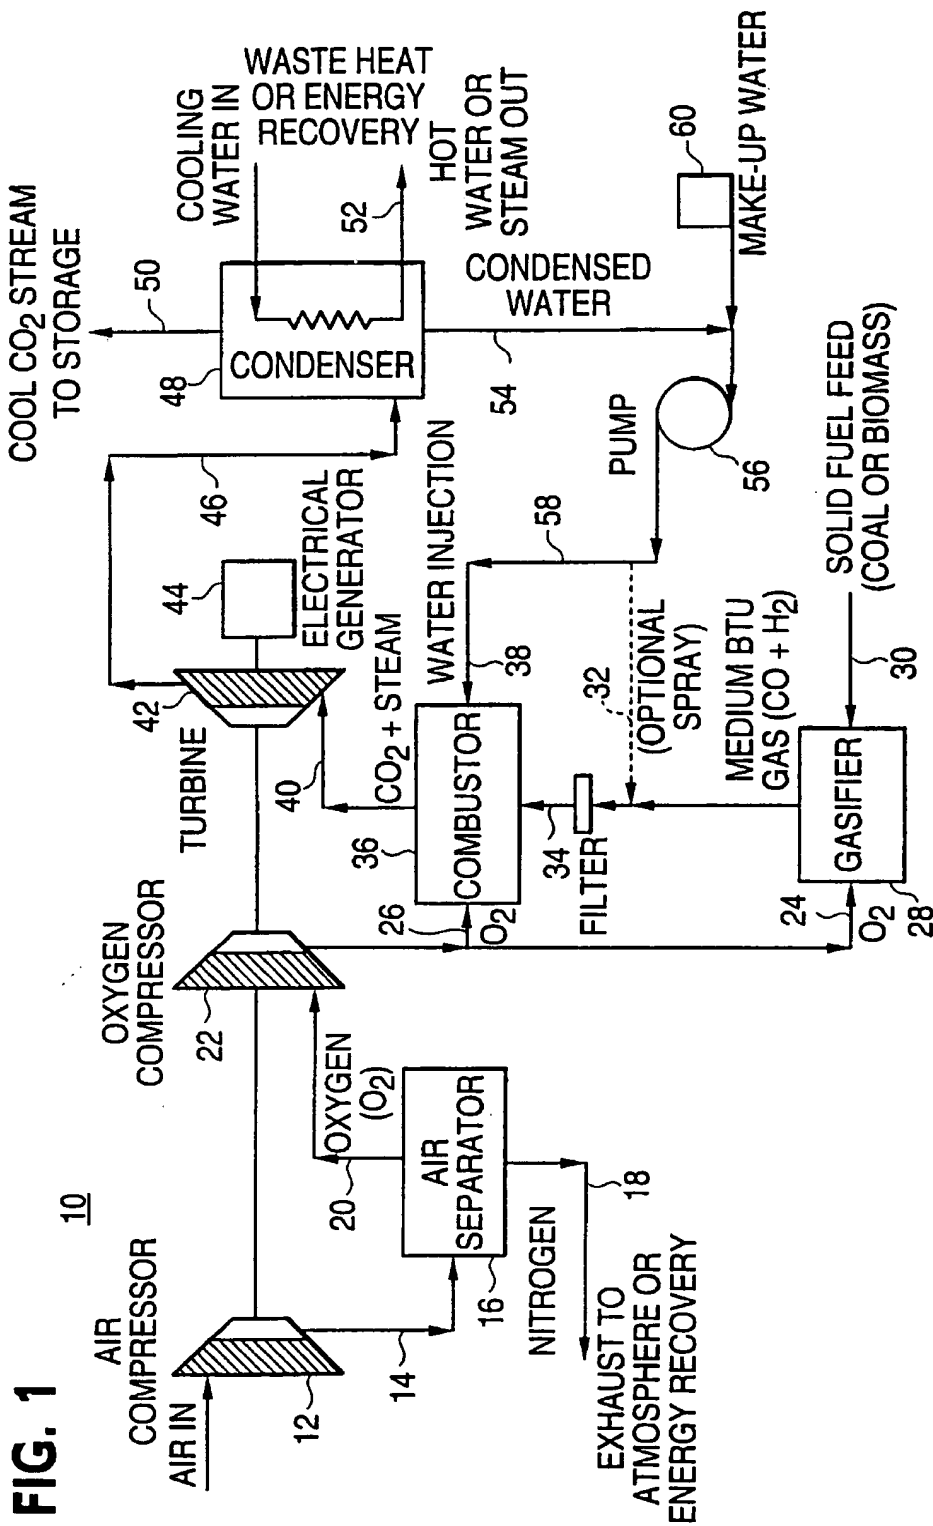 FIG. 1
10
AIR
COMPRESSOR
AIR IN
12
14
AIR
SEPARATOR
16
NITROGEN
18
EXHAUST TO
ATMOSPHERE OR
ENERGY RECOVERY
20
OXYGEN
(O2)
OXYGEN
COMPRESSOR
22
26
O2
24
O2
28
GASIFIER
30
SOLID FUEL FEED
(COAL OR BIOMASS)
MEDIUM BTU
GAS (CO + H2)
32
(OPTIONAL
SPRAY)
FILTER
34
36
COMBUSTOR
38
WATER INJECTION
40
CO2 + STEAM
TURBINE
42
44
ELECTRICAL
GENERATOR
46
48
CONDENSER
50
COOL CO2 STREAM
TO STORAGE
COOLING
WATER IN
WASTE HEAT
OR ENERGY
RECOVERY
52
HOT
WATER OR
STEAM OUT
54
CONDENSED
WATER
PUMP
56
58
60
MAKE-UP WATER